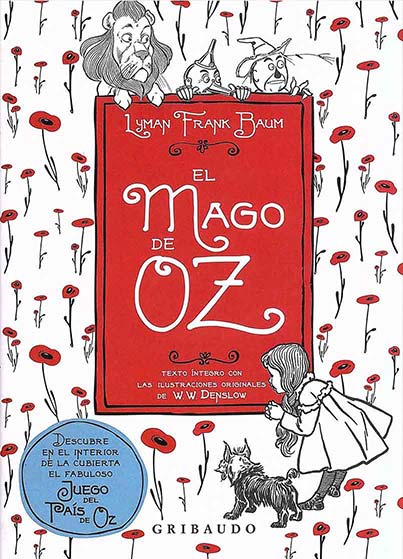 Lyman Frank Baum
EL
MAGO
DE
OZ
TEXTO ÍNTEGRO CON
LAS ILUSTRACIONES ORIGINALES
DE W. W. DENSLOW
DESCUBRE
EN EL INTERIOR
DE LA CUBIERTA
EL FABULOSO
JUEGO
DEL
PAÍS
DE OZ
GRIBAUDO